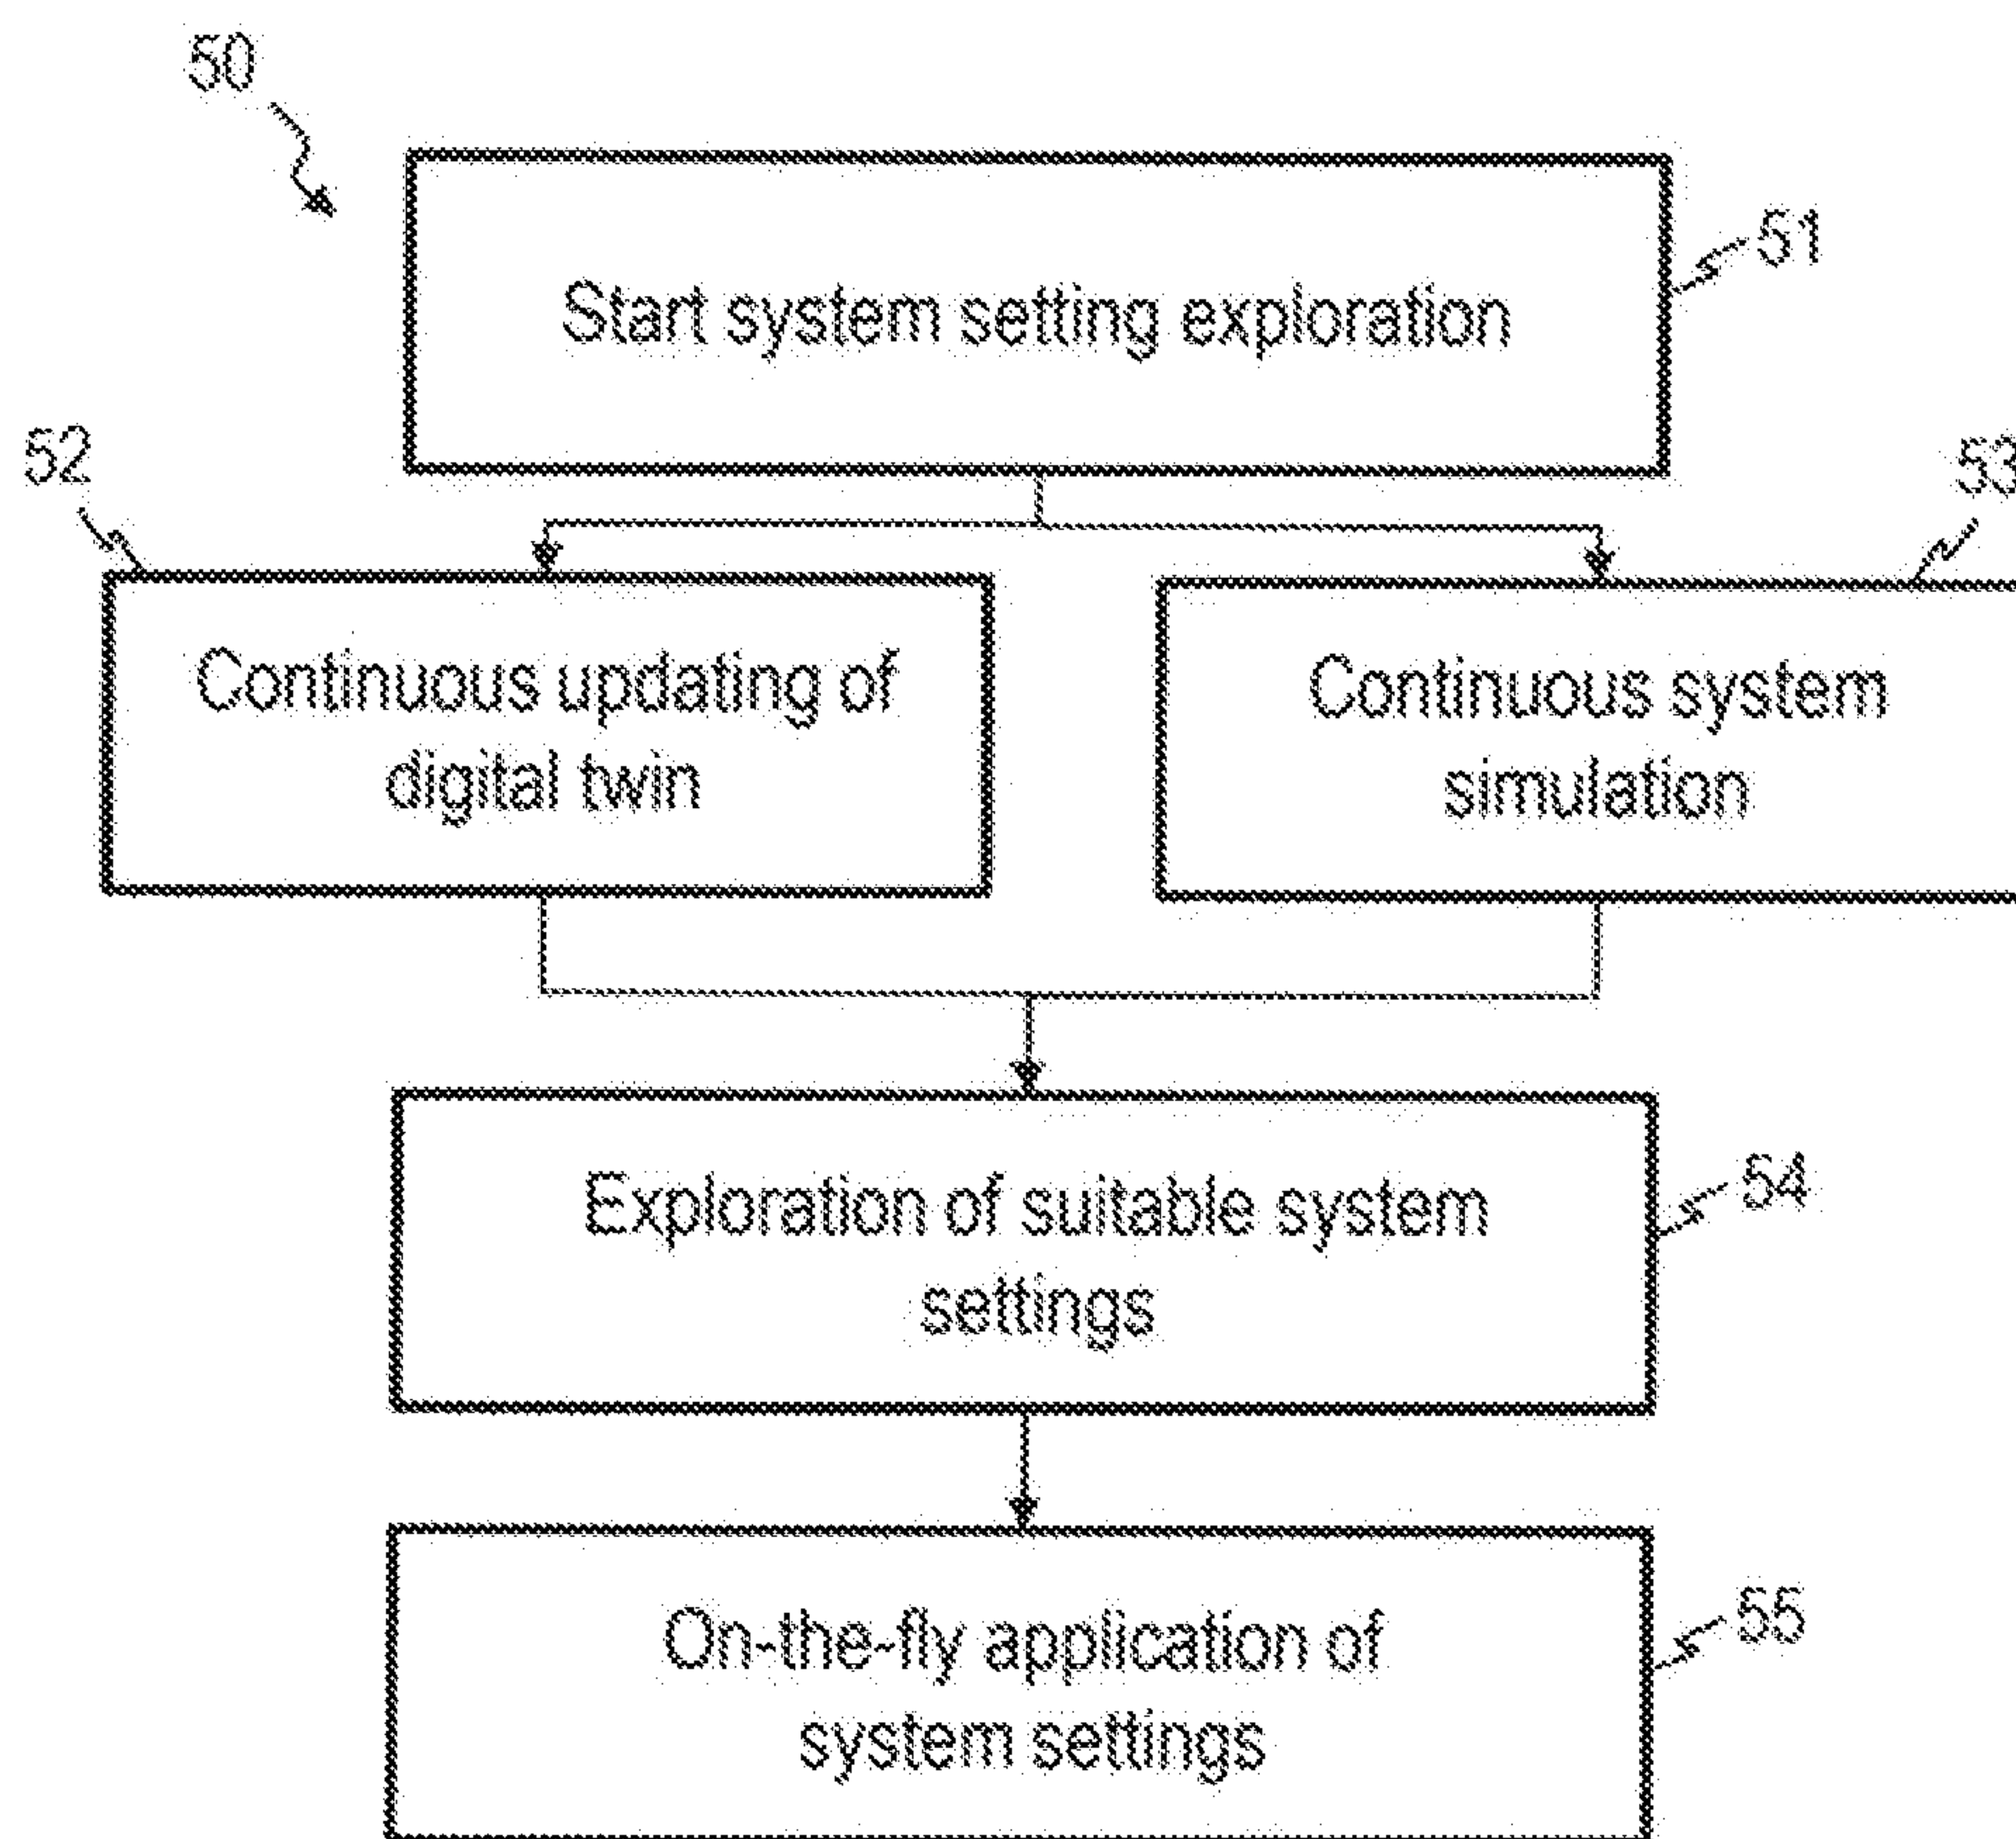 50
51
Start system setting exploration
52
53
Continuous updating of
digital twin
Continuous system
simulation
54
Exploration of suitable system
settings
55
On-the-fly application of
system settings